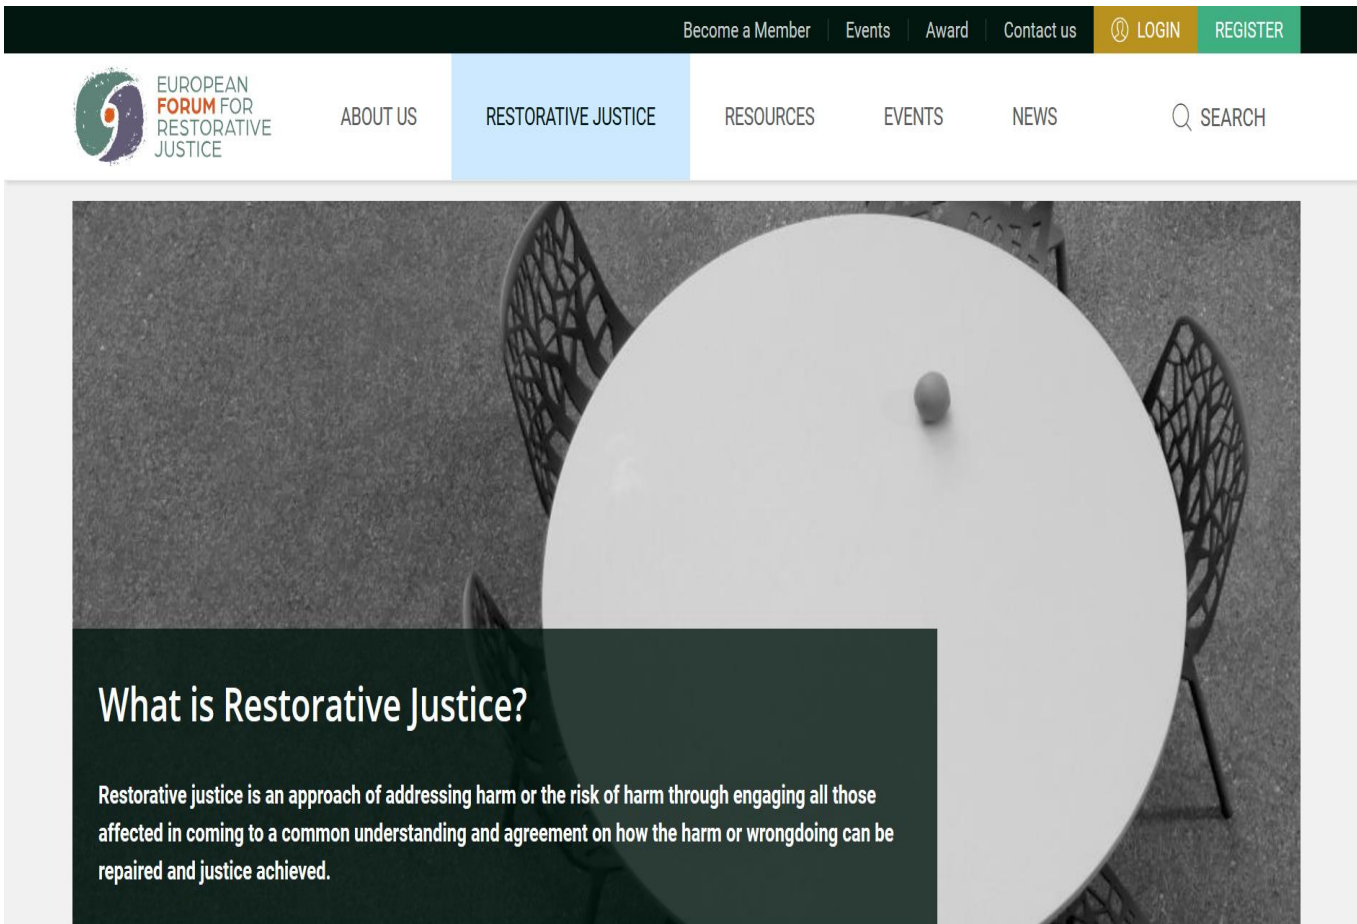 Become a Member Events Award Contact us LOGIN REGISTER
EUROPEAN
FORUM FOR
RESTORATIVE
JUSTICE
ABOUT US RESTORATIVE JUSTICE RESOURCES EVENTS NEWS SEARCH
What is Restorative Justice?
Restorative justice is an approach of addressing harm or the risk of harm through engaging all those
affected in coming to a common understanding and agreement on how the harm or wrongdoing can be
repaired and justice achieved.